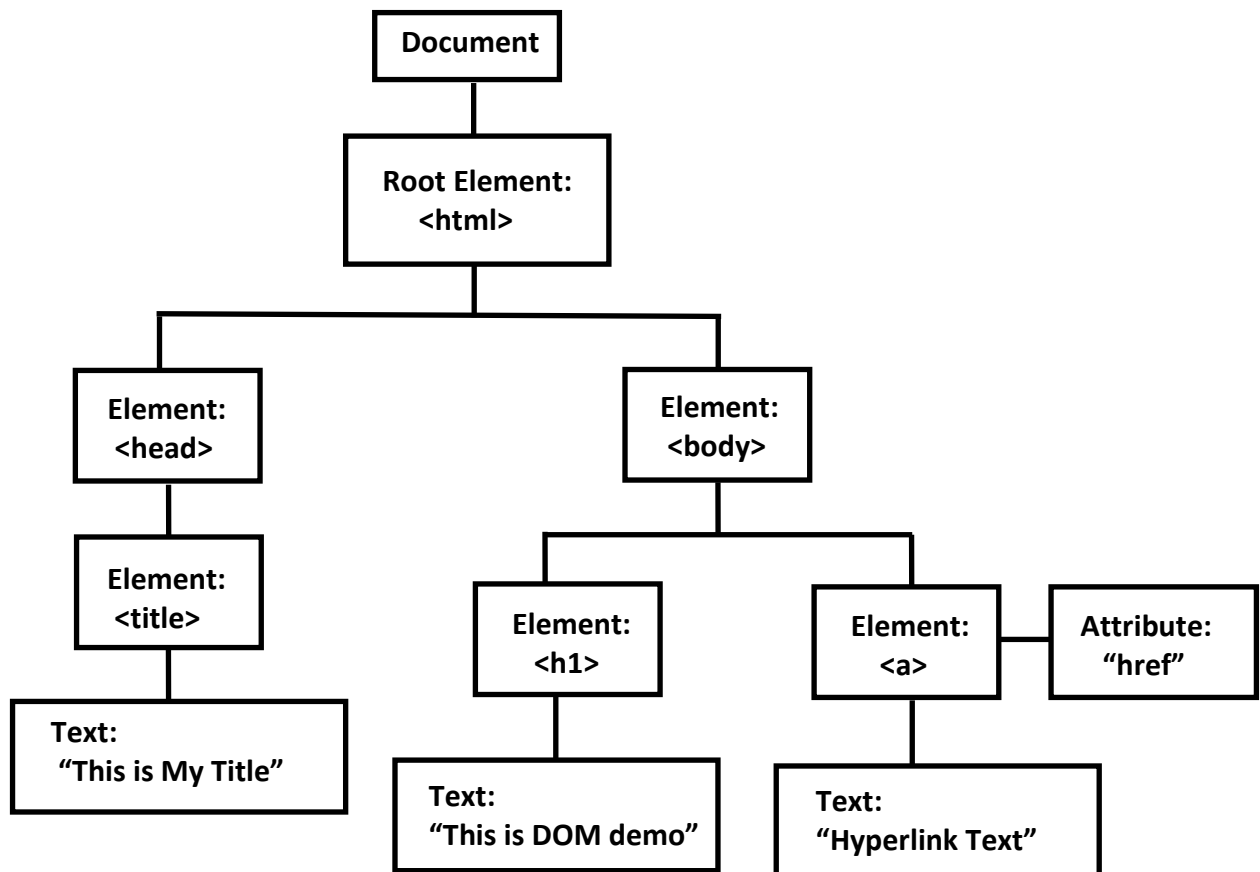 Document
Root Element:
<html>
Element:
<head>
Element:
<body>
Element:
<title>
Element:
<h1>
Element:
<a>
Attribute:
“href”
Text:
“This is My Title”
Text:
“This is DOM demo”
Text:
“Hyperlink Text”